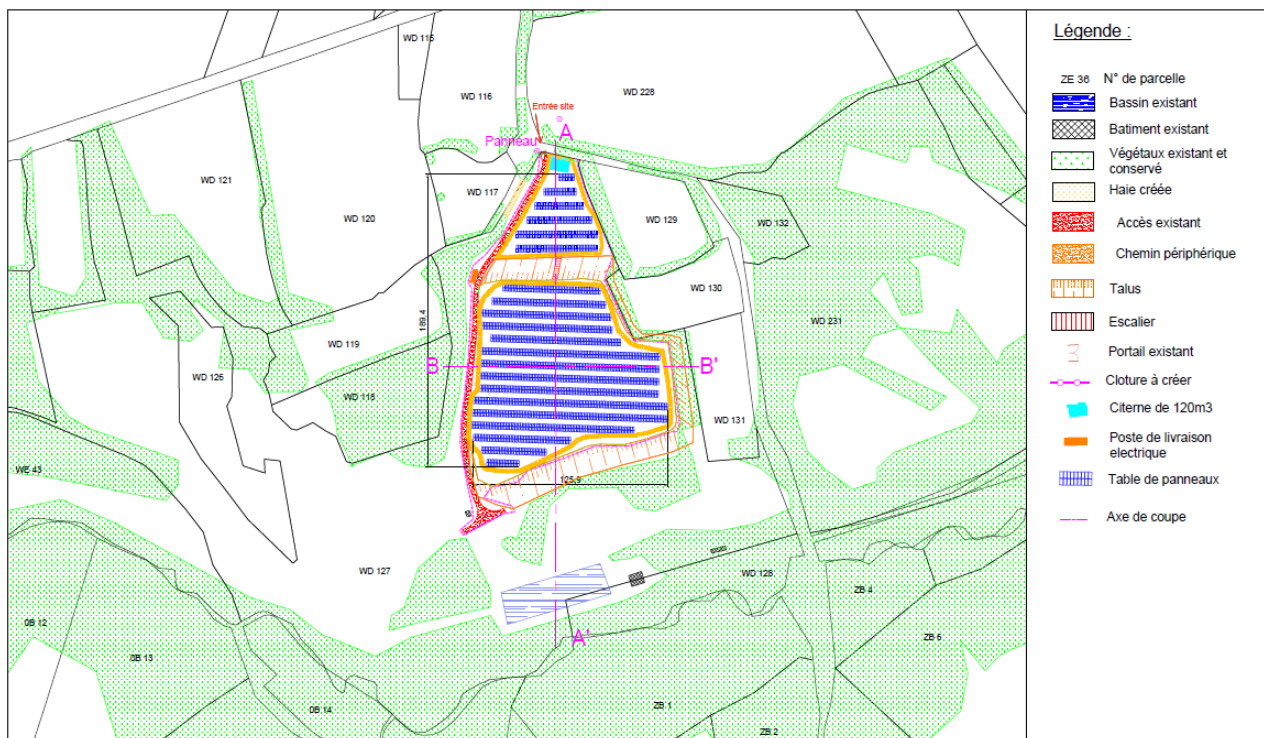 WD 115
WD 116
WD 228
Entrée site
A
Panneau
WD 121
WD 117
WD 120
WD 129
WD 132
WD 130
189,4
WD 231
WD 119
B
B'
WD 126
WD 118
WD 131
WE 43
125,9
WD 127
WD 128
ZB 4
0B 12
A'
ZB 6
0B 13
0B 14
ZB 1
ZB 2
Légende :
ZE 36 N° de parcelle
Bassin existant
Batiment existant
Végétaux existant et
conservé
Haie créée
Accès existant
Chemin périphérique
Talus
Escalier
Portail existant
Cloture à créer
Citerne de 120m3
Poste de livraison
electrique
Table de panneaux
Axe de coupe